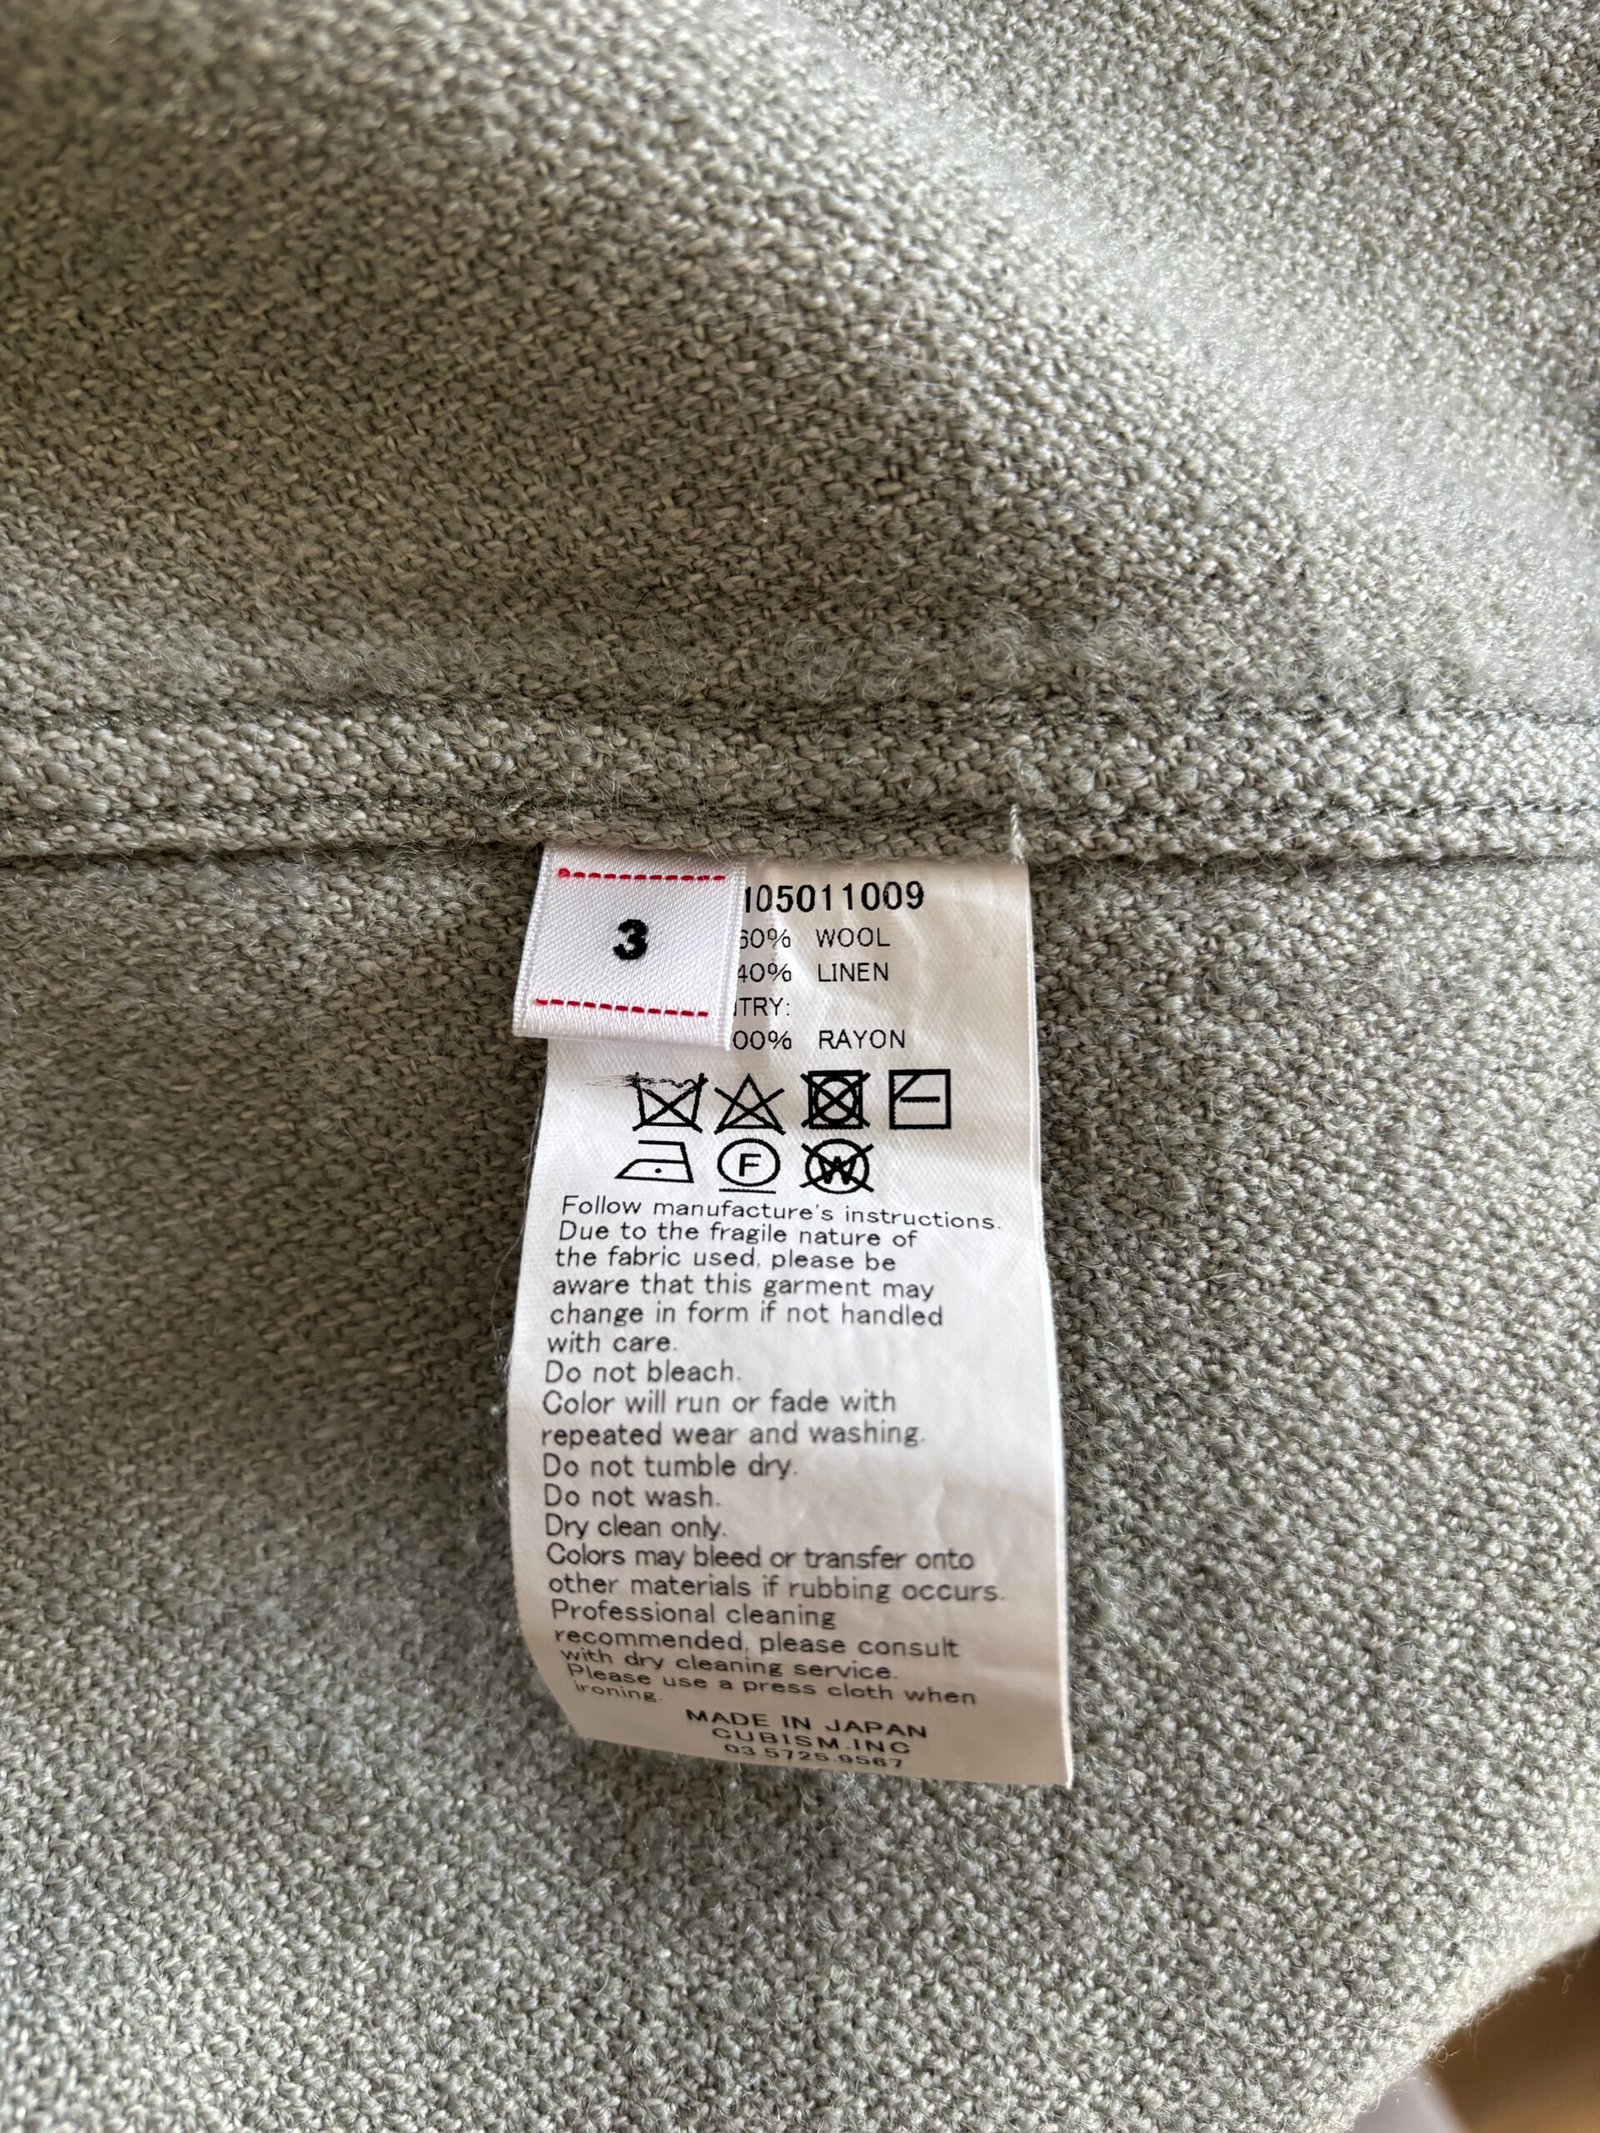 3
105011009
60% WOOL
40% LINEN
TRY:
00% RAYON
F
W
Follow manufacture's instructions.
Due to the fragile nature of
the fabric used, please be
aware that this garment may
change in form if not handled
with care.
Do not bleach.
Color will run or fade with
repeated wear and washing.
Do not tumble dry.
Do not wash.
Dry clean only.
Colors may bleed or transfer onto
other materials if rubbing occurs.
Professional cleaning
recommended, please consult
with dry cleaning service.
Please use a press cloth when
ironing.
MADE IN JAPAN
CUBISM.INC
03.5725.9567